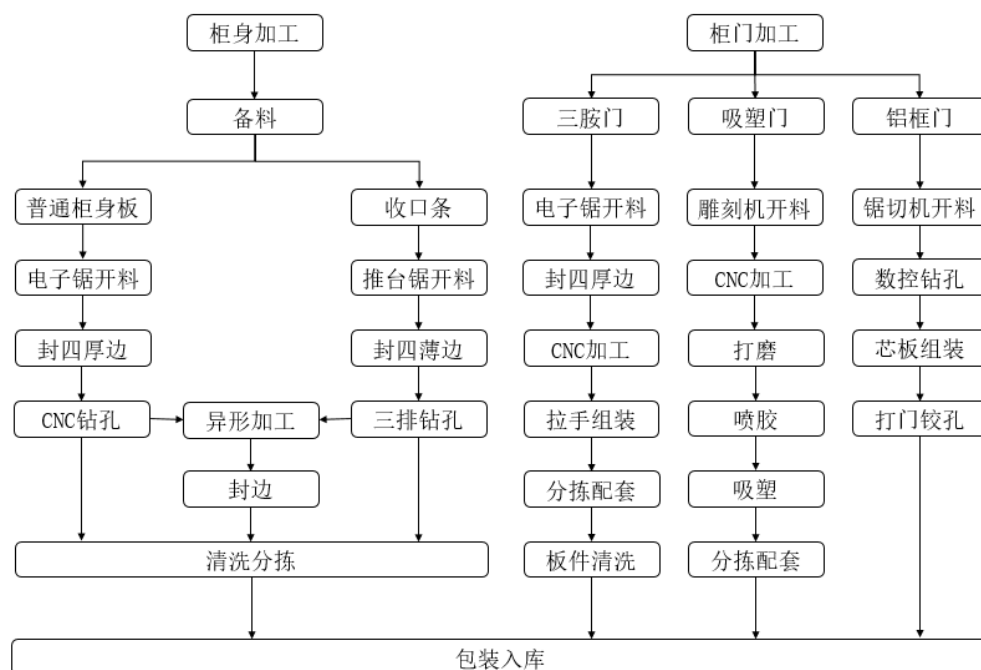 柜身加工
柜门加工
备料
三胺门
吸塑门
铝框门
普通柜身板
收口条
电子锯开料
雕刻机开料
锯切机开料
电子锯开料
推台锯开料
封四厚边
CNC加工
数控钻孔
封四厚边
封四薄边
CNC加工
打磨
芯板组装
CNC钻孔
异形加工
三排钻孔
拉手组装
喷胶
打门铰孔
封边
分拣配套
吸塑
清洗分拣
板件清洗
分拣配套
包装入库